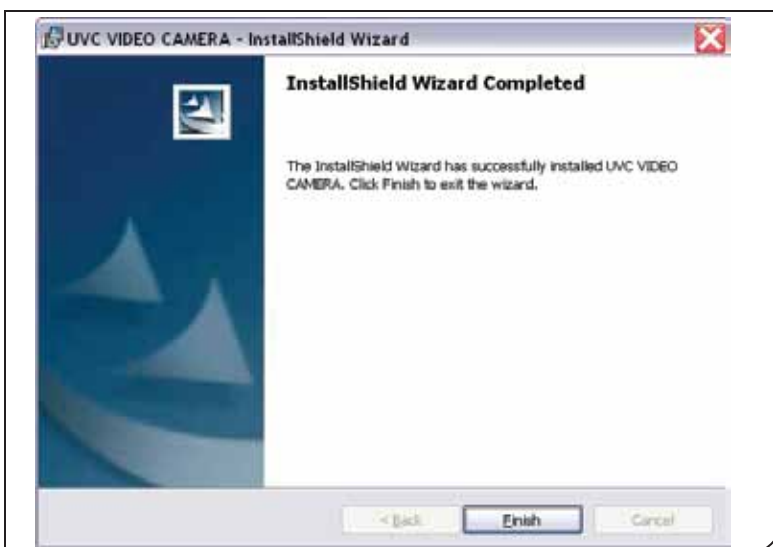 UVC VIDEO CAMERA - InstallShield Wizard
InstallShield Wizard Completed
The InstallShield Wizard has successfully installed UVC VIDEO
CAMERA. Click Finish to exit the wizard.
< Back
Finish
Cancel